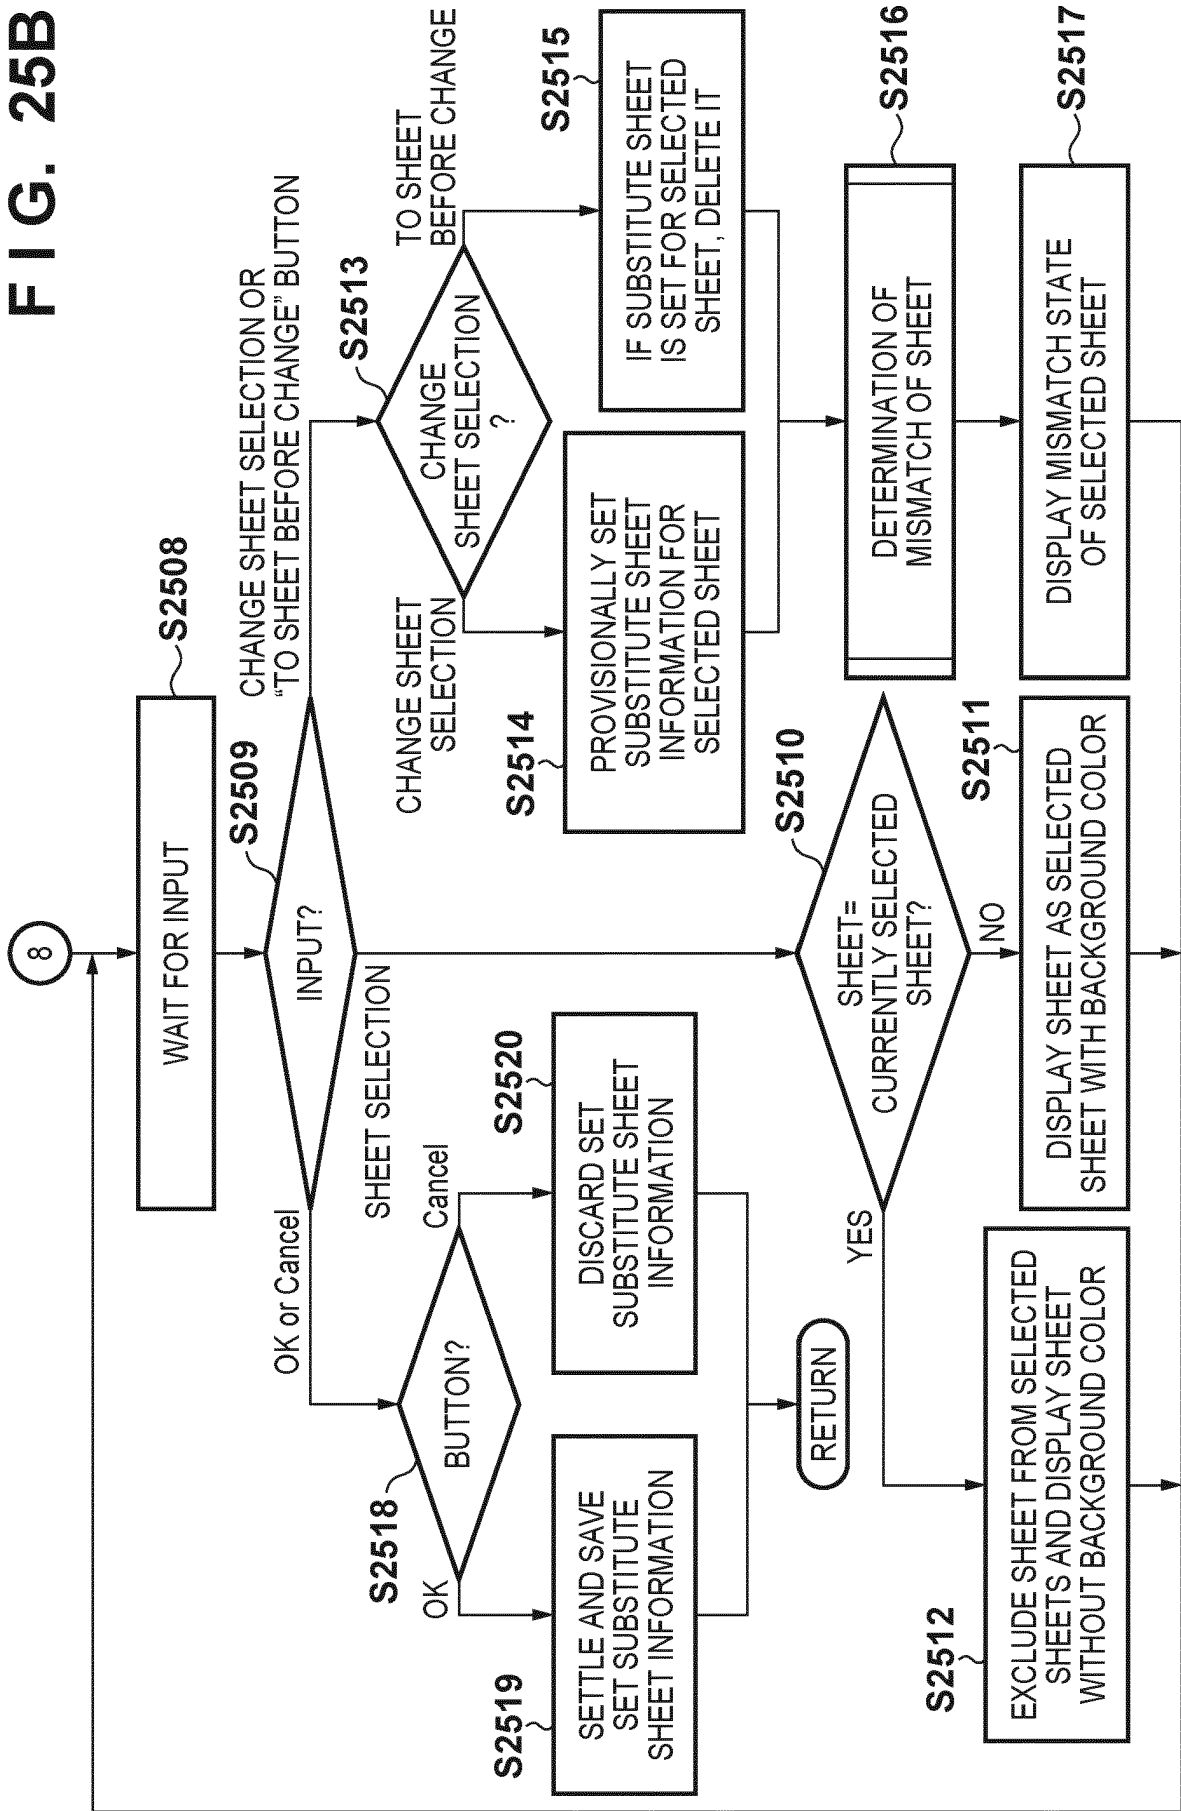 FIG. 25B
8
WAIT FOR INPUT
S2508
INPUT?
S2509
OK or Cancel
SHEET SELECTION
CHANGE SHEET SELECTION OR
“TO SHEET BEFORE CHANGE” BUTTON
BUTTON?
S2518
OK
Cancel
SETTLE AND SAVE
SET SUBSTITUTE
SHEET INFORMATION
S2519
DISCARD SET
SUBSTITUTE SHEET
INFORMATION
S2520
RETURN
CHANGE
SHEET SELECTION
?
S2513
CHANGE SHEET
SELECTION
TO SHEET
BEFORE CHANGE
PROVISIONALLY SET
SUBSTITUTE SHEET
INFORMATION FOR
SELECTED SHEET
S2514
IF SUBSTITUTE SHEET
IS SET FOR SELECTED
SHEET, DELETE IT
S2515
SHEET=
CURRENTLY SELECTED
SHEET?
S2510
YES
NO
DETERMINATION OF
MISMATCH OF SHEET
S2516
EXCLUDE SHEET FROM SELECTED
SHEETS AND DISPLAY SHEET
WITHOUT BACKGROUND COLOR
S2512
DISPLAY SHEET AS SELECTED
SHEET WITH BACKGROUND COLOR
S2511
DISPLAY MISMATCH STATE
OF SELECTED SHEET
S2517